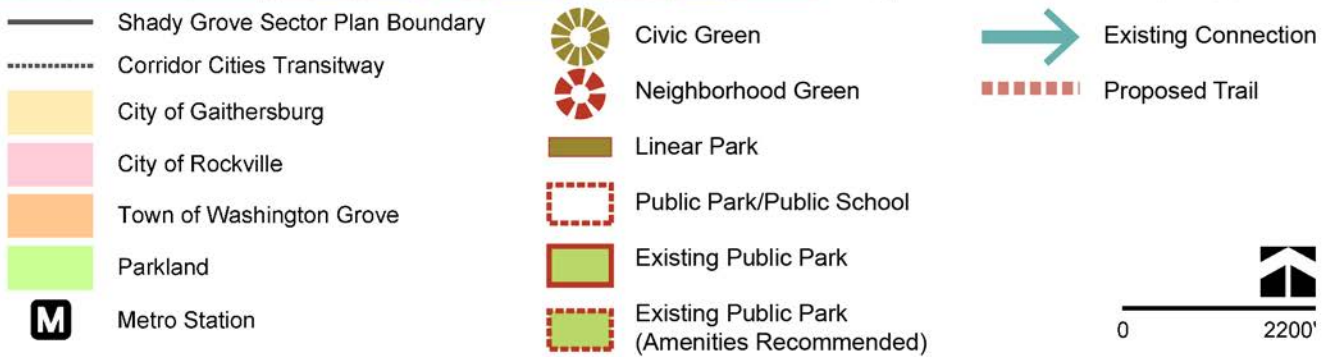 Shady Grove Sector Plan Boundary
Corridor Cities Transitway
City of Gaithersburg
City of Rockville
Town of Washington Grove
Parkland
M
Metro Station
Civic Green
Neighborhood Green
Linear Park
Public Park/Public School
Existing Public Park
Existing Public Park
(Amenities Recommended)
Existing Connection
Proposed Trail
0
2200'